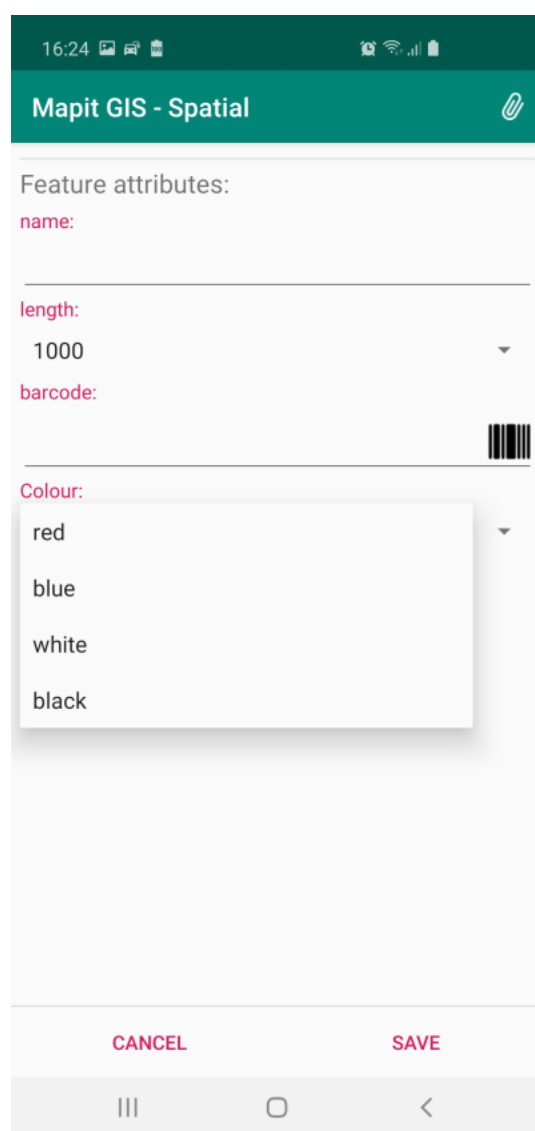 16:24
Mapit GIS - Spatial
Feature attributes:
name:
length:
1000
barcode:
Colour:
red
blue
white
black
CANCEL SAVE